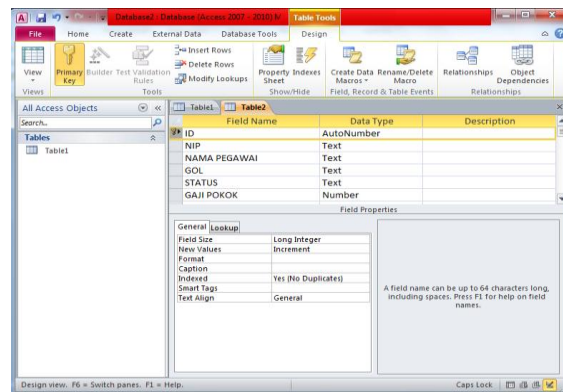 Database2 : Database (Access 2007 - 2010) M
Table Tools
File Home Create External Data Database Tools Design
View
Primary Key
Builder
Test Validation Rules
Insert Rows
Delete Rows
Modify Lookups
Property Sheet
Indexes
Create Data Macros
Rename/Delete Macro
Relationships
Object Dependencies
Views Tools Show/Hide Field, Record & Table Events Relationships
All Access Objects
Search...
Tables
Table1
Table1 Table2
Field Name Data Type Description
ID AutoNumber
NIP Text
NAMA PEGAWAI Text
GOL Text
STATUS Text
GAJI POKOK Number
Field Properties
General Lookup
Field Size Long Integer
New Values Increment
Format
Caption
Indexed Yes (No Duplicates)
Smart Tags
Text Align General
A field name can be up to 64 characters long,
including spaces. Press F1 for help on field
names.
Design view. F6 = Switch panes. F1 = Help. Caps Lock